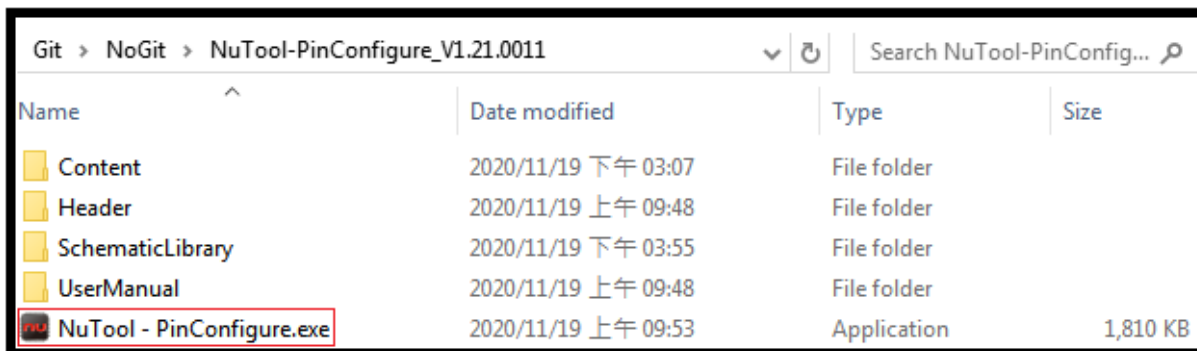 Git > NoGit > NuTool-PinConfigure_V1.21.0011 Search NuTool-PinConfig...
Name Date modified Type Size
Content 2020/11/19 下午 03:07 File folder
Header 2020/11/19 上午 09:48 File folder
SchematicLibrary 2020/11/19 下午 03:55 File folder
UserManual 2020/11/19 上午 09:48 File folder
nu NuTool - PinConfigure.exe 2020/11/19 上午 09:53 Application 1,810 KB